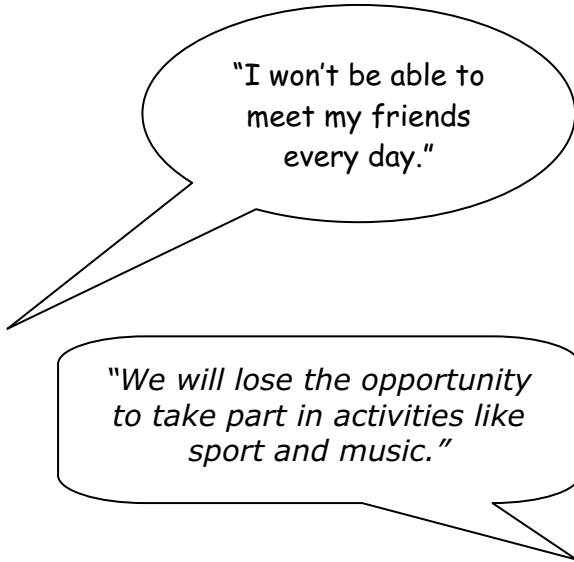 “I won’t be able to
meet my friends
every day.”
“We will lose the opportunity
to take part in activities like
sport and music.”